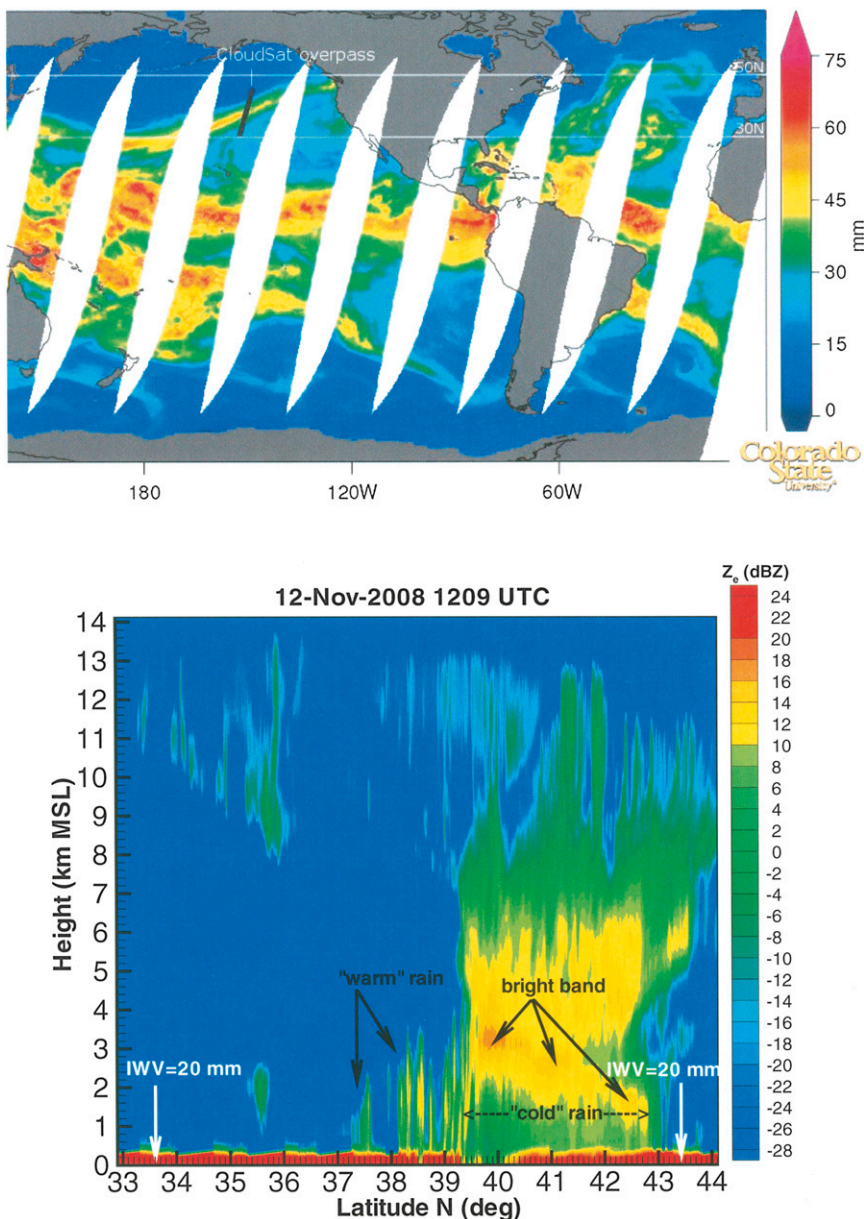 CloudSat overpass
50N
30N
75
60
45
30
15
0
mm
180
120W
60W
Colorado
State
University
12-Nov-2008 1209 UTC
Z_e (dBZ)
Height (km MSL)
14
13
12
11
10
9
8
7
6
5
4
3
2
1
0
"warm" rain
bright band
IWV=20 mm
IWV=20 mm
<-----"cold" rain----->
33 34 35 36 37 38 39 40 41 42 43 44
Latitude N (deg)
24
22
20
18
16
14
12
10
8
6
4
2
0
-2
-4
-6
-8
-10
-12
-14
-16
-18
-20
-22
-24
-26
-28